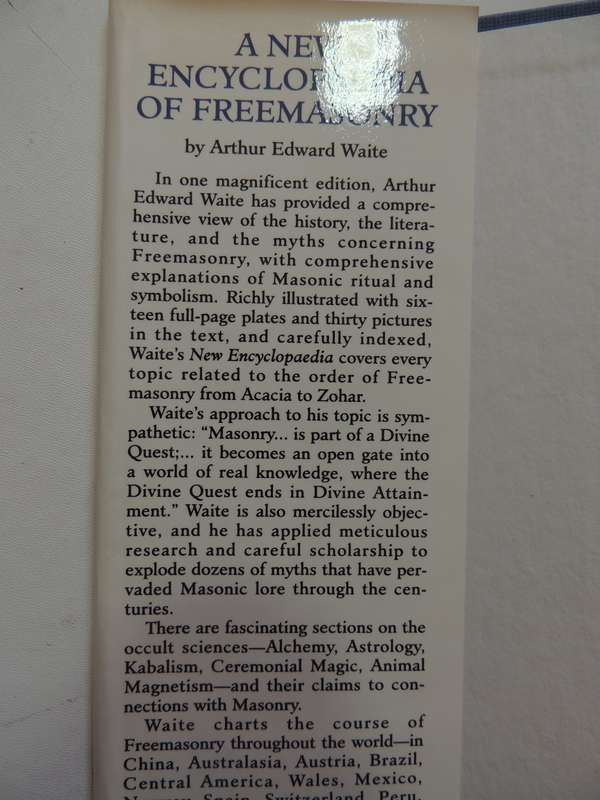 A NEW
ENCYCLOPAEDIA
OF FREEMASONRY
by Arthur Edward Waite
In one magnificent edition, Arthur
Edward Waite has provided a compre-
hensive view of the history, the litera-
ture, and the myths concerning
Freemasonry, with comprehensive
explanations of Masonic ritual and
symbolism. Richly illustrated with six-
teen full-page plates and thirty pictures
in the text, and carefully indexed,
Waite's New Encyclopaedia covers every
topic related to the order of Free-
masonry from Acacia to Zohar.
Waite's approach to his topic is sym-
pathetic: “Masonry... is part of a Divine
Quest;... it becomes an open gate into
a world of real knowledge, where the
Divine Quest ends in Divine Attain-
ment.” Waite is also mercilessly objec-
tive, and he has applied meticulous
research and careful scholarship to
explode dozens of myths that have per-
vaded Masonic lore through the cen-
turies.
There are fascinating sections on the
occult sciences—Alchemy, Astrology,
Kabalism, Ceremonial Magic, Animal
Magnetism—and their claims to con-
nections with Masonry.
Waite charts the course of
Freemasonry throughout the world—in
China, Australasia, Austria, Brazil,
Central America, Wales, Mexico,
Norway, Spain, Switzerland, Peru,